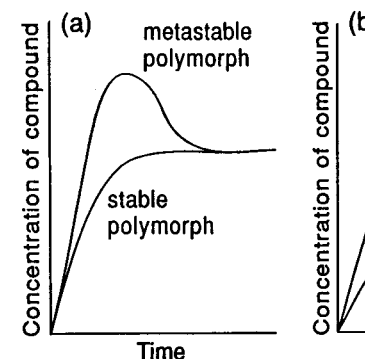 (a)
metastable
polymorph
Concentration of compound
stable
polymorph
Time
(b
Concentration of compound